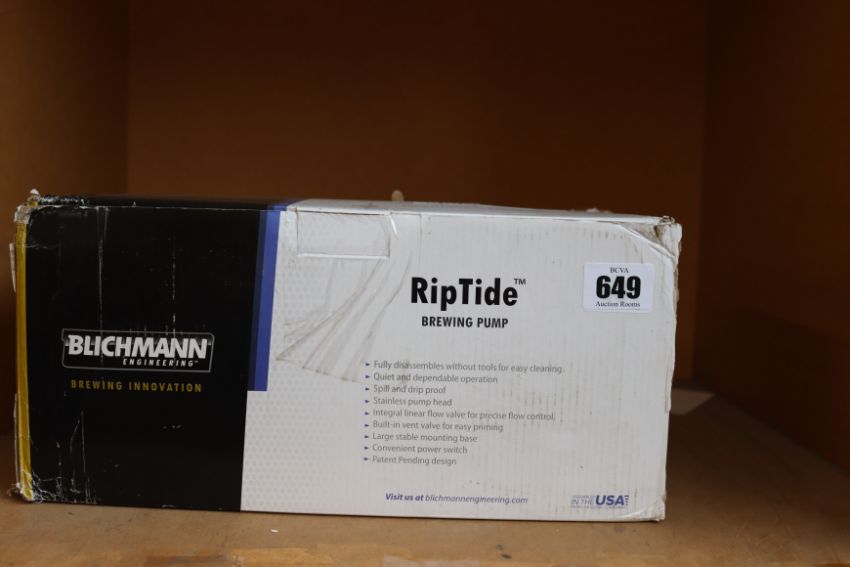 BLICHMANN
ENGINEERING™
BREWING INNOVATION
RipTide™
BREWING PUMP
BCVA
649
Auction Rooms
► Fully disassembles without tools for easy cleaning.
► Quiet and dependable operation
► Spill and drip proof
► Stainless pump head
► Integral linear flow valve for precise flow control.
► Built-in vent valve for easy priming
► Large stable mounting base
► Convenient power switch
► Patent Pending design
Visit us at blichmannengineering.com
IN THE USA